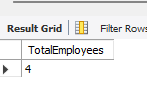 Result Grid Filter Rows
TotalEmployees
4